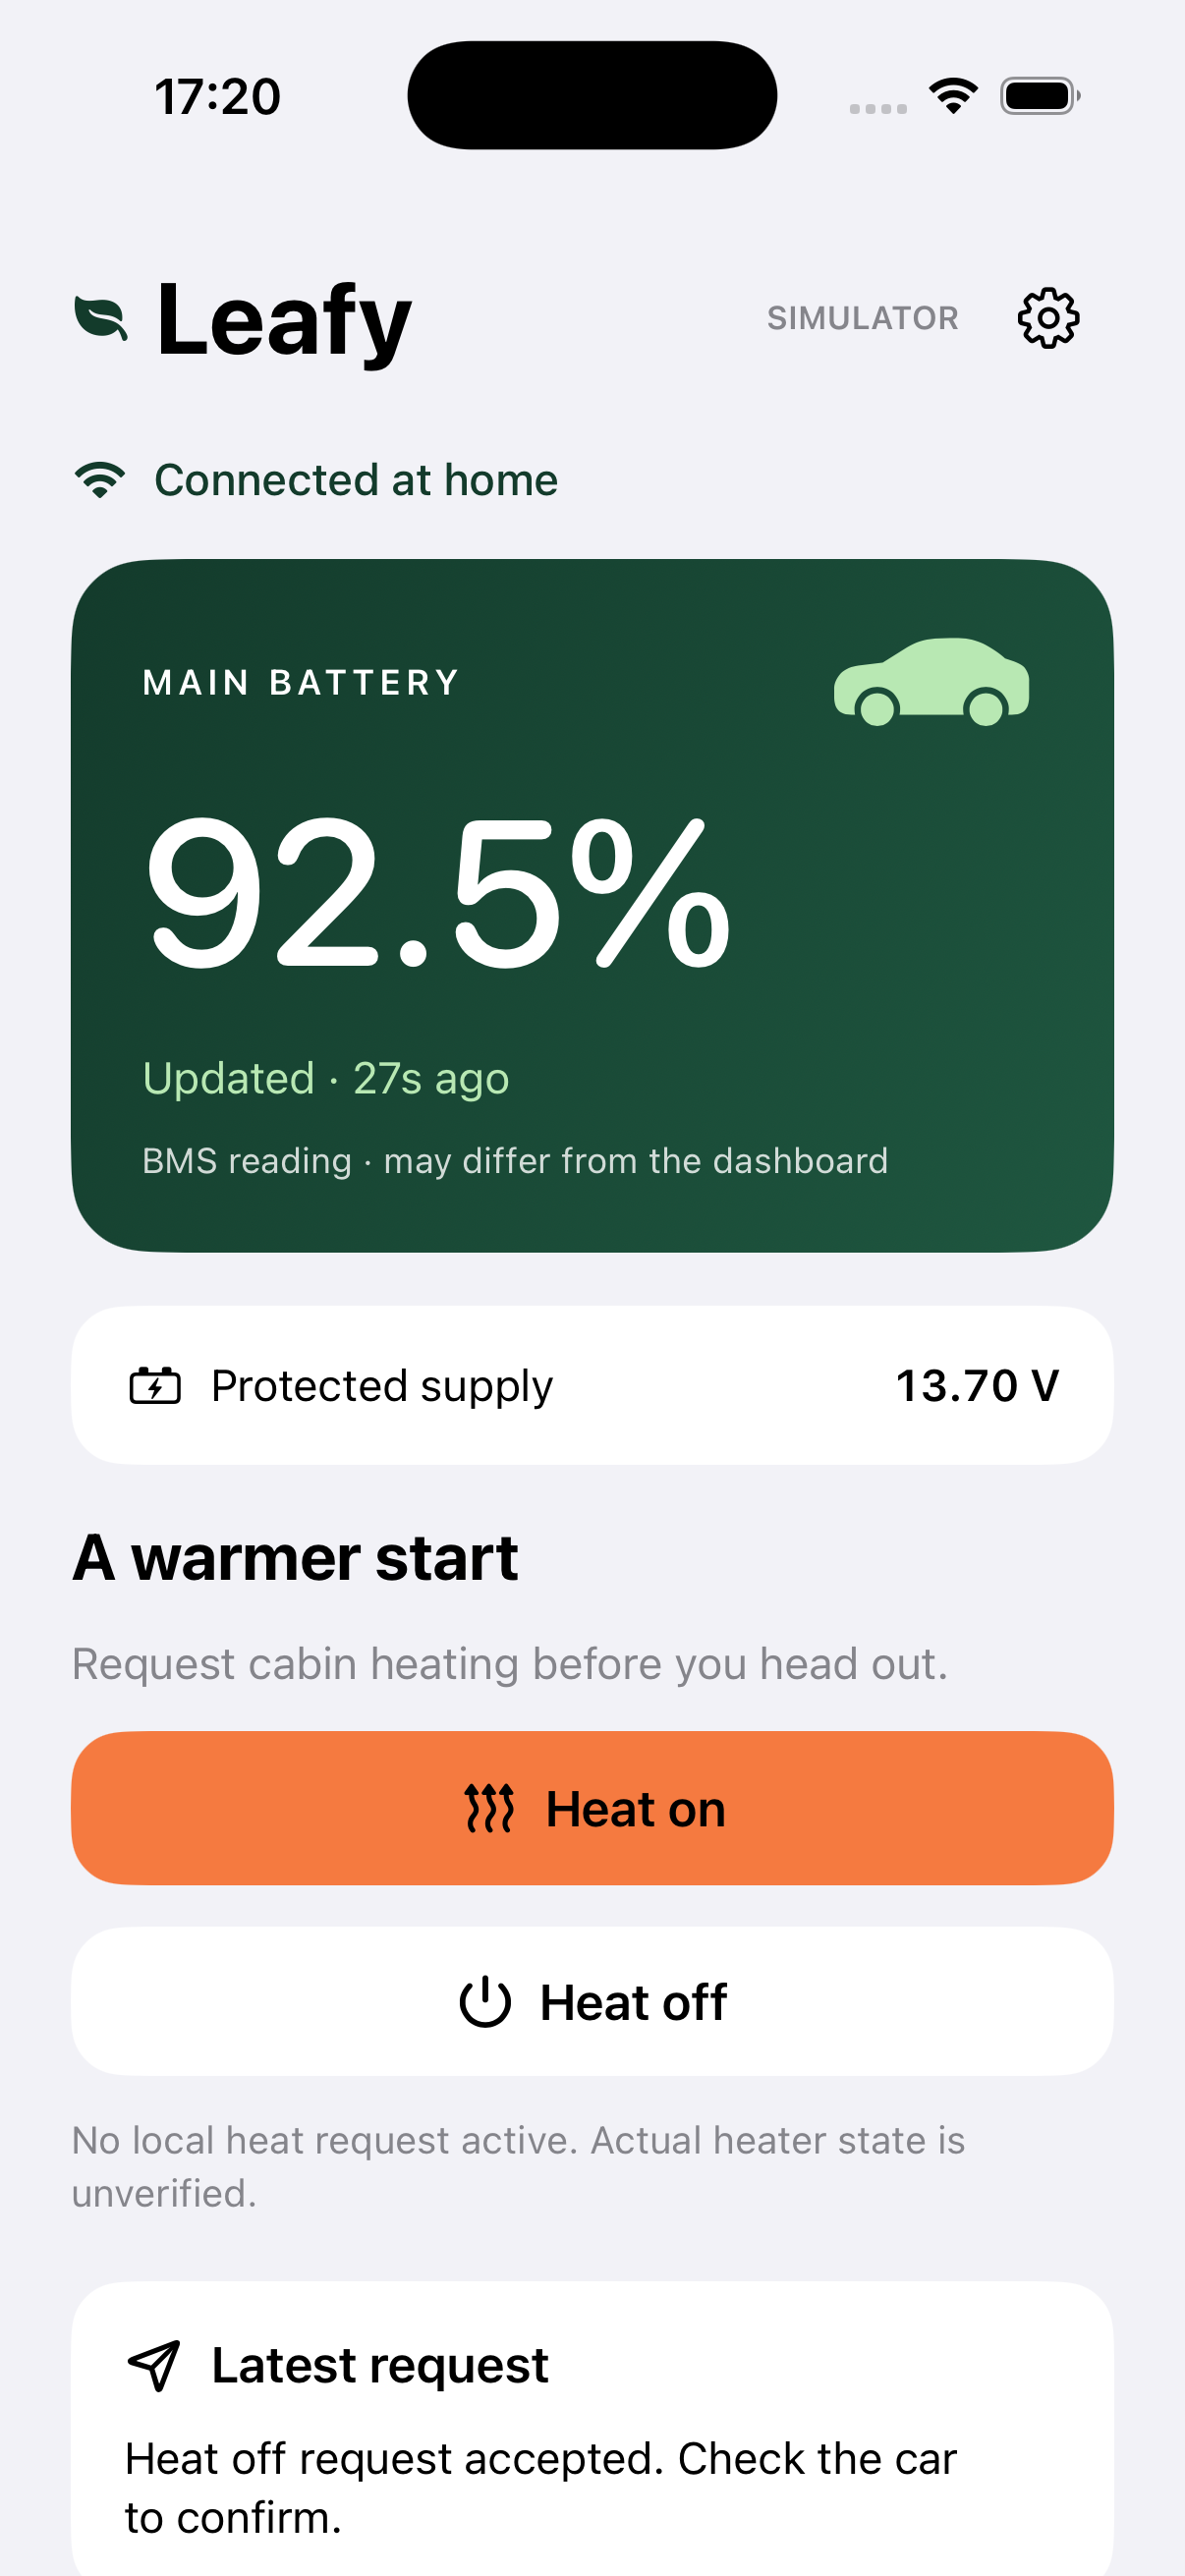 17:20
Leafy
SIMULATOR
Connected at home
MAIN BATTERY
92.5%
Updated · 27s ago
BMS reading · may differ from the dashboard
Protected supply
13.70 V
A warmer start
Request cabin heating before you head out.
Heat on
Heat off
No local heat request active. Actual heater state is
unverified.
Latest request
Heat off request accepted. Check the car
to confirm.